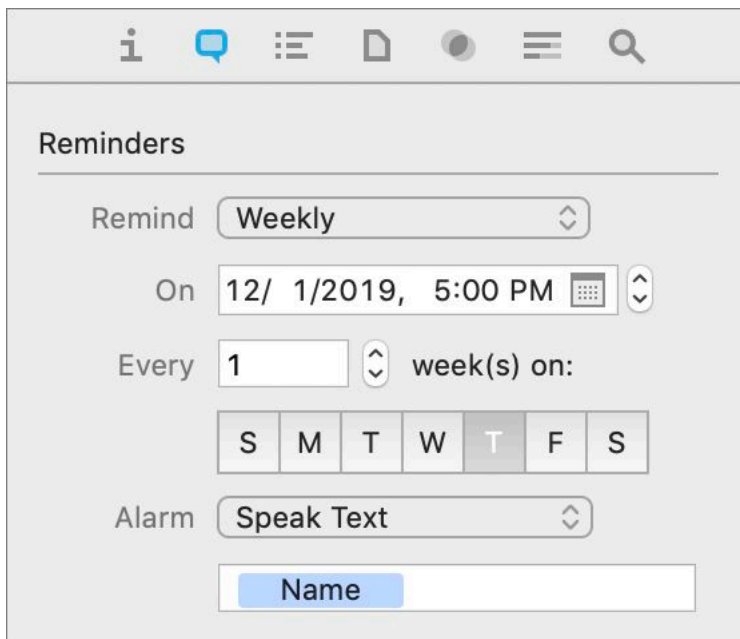 Reminders
Remind Weekly
On 12/ 1/2019, 5:00 PM
Every 1 week(s) on:
S M T W T F S
Alarm Speak Text
Name